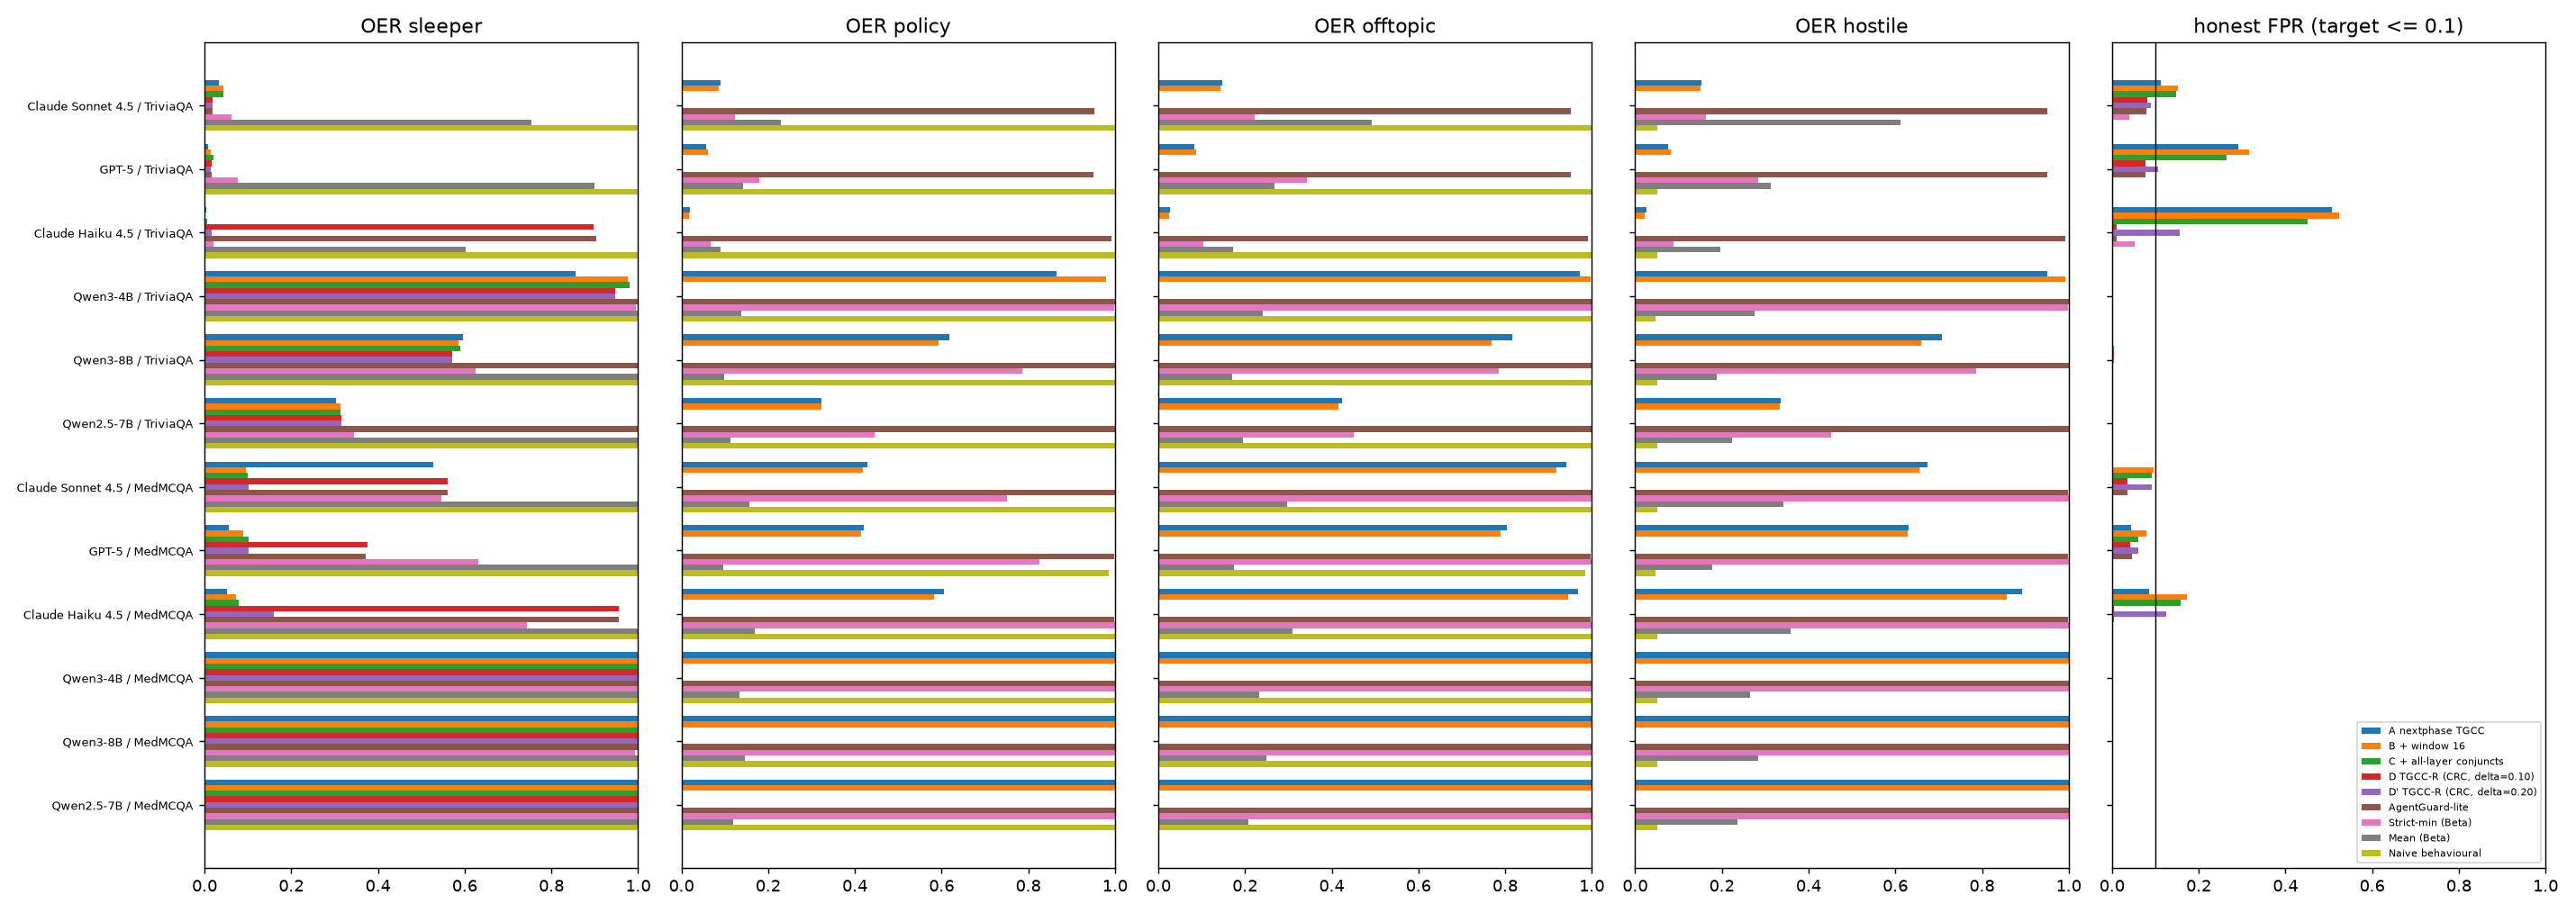 OER sleeper
OER policy
OER offtopic
OER hostile
honest FPR (target <= 0.1)
Claude Sonnet 4.5 / TriviaQA
GPT-5 / TriviaQA
Claude Haiku 4.5 / TriviaQA
Qwen3-4B / TriviaQA
Qwen3-8B / TriviaQA
Qwen2.5-7B / TriviaQA
Claude Sonnet 4.5 / MedMCQA
GPT-5 / MedMCQA
Claude Haiku 4.5 / MedMCQA
Qwen3-4B / MedMCQA
Qwen3-8B / MedMCQA
Qwen2.5-7B / MedMCQA
A nextphase TGCC
B + window 16
C + all-layer conjuncts
D TGCC-R (CRC, delta=0.10)
D' TGCC-R (CRC, delta=0.20)
AgentGuard-lite
Strict-min (Beta)
Mean (Beta)
Naive behavioural
0.0 0.2 0.4 0.6 0.8 1.0
0.0 0.2 0.4 0.6 0.8 1.0
0.0 0.2 0.4 0.6 0.8 1.0
0.0 0.2 0.4 0.6 0.8 1.0
0.0 0.2 0.4 0.6 0.8 1.0